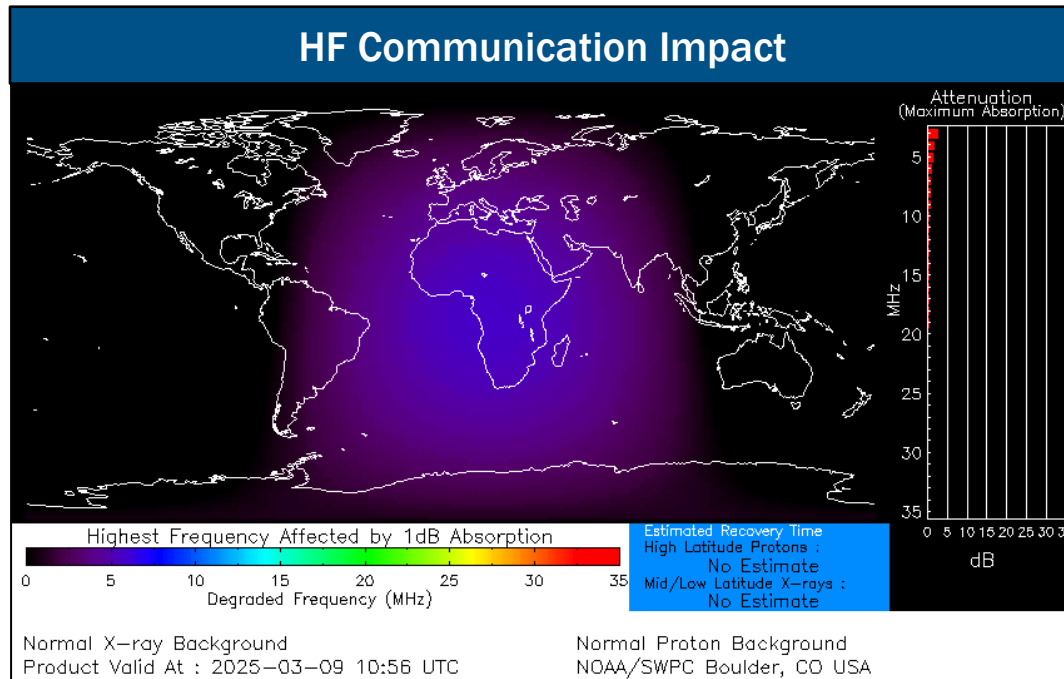 HF Communication Impact
Attenuation
(Maximum Absorption)
5
10
15
20
25
30
35
MHz
0 5 10 15 20 25 30 3
dB
Highest Frequency Affected by 1dB Absorption
0 5 10 15 20 25 30 35
Degraded Frequency (MHz)
Estimated Recovery Time
High Latitude Protons :
No Estimate
Mid/Low Latitude X-rays :
No Estimate
Normal X-ray Background
Product Valid At : 2025-03-09 10:56 UTC
Normal Proton Background
NOAA/SWPC Boulder, CO USA